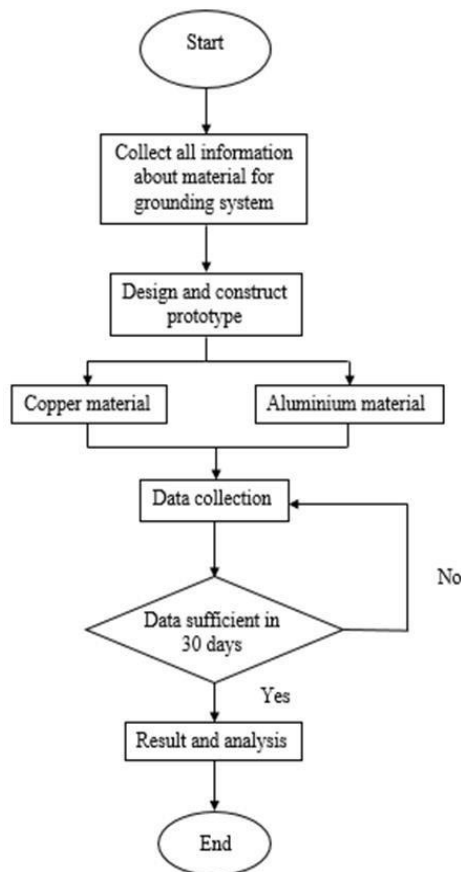 Start
Collect all information
about material for
grounding system
Design and construct
prototype
Copper material
Aluminium material
Data collection
No
Data sufficient in
30 days
Yes
Result and analysis
End